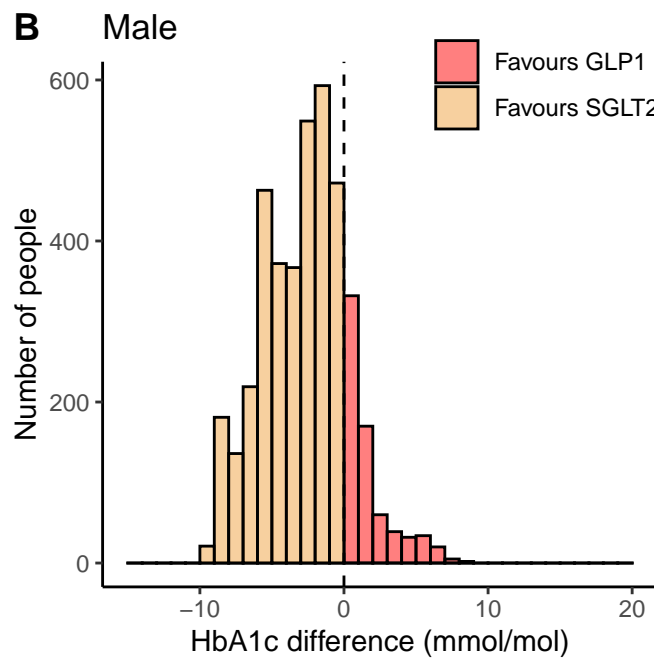 B Male
Favours GLP1
Favours SGLT2
600
400
200
0
Number of people
−10 0 10 20
HbA1c difference (mmol/mol)